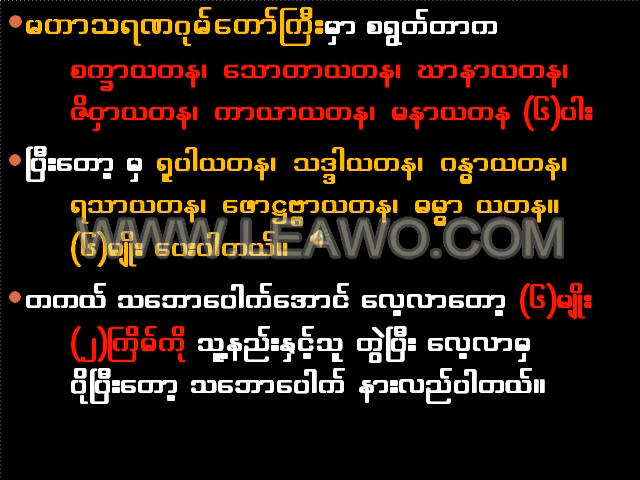 •မဟာသရဏဂုမ်တော်ကြီးမှာ စရွတ်တာက
စက္ခာယတန၊ သောတာယတန၊ ဃာနာယတန၊
ဇိဝှာယတန၊ ကာယာယတန၊ မနာယတန (၆)ပါး
•ပြီးတော့ မှ ရူပါယတန၊ သဒ္ဒါယတန၊ ဂန္ဓာယတန၊
ရသာယတန၊ ဖောဋ္ဌဗ္ဗာယတန၊ ဓမ္မာ ယတန။
WWW.LEAWO.COM
(၆)မျိုး ပေးပါတယ်။
•တကယ် သဘောပေါက်အောင် လေ့လာတော့ (၆)မျိုး
(၂)ကြိမ်ကို သူ့နည်းနှင့်သူ တွဲပြီး လေ့လာမှ
ပိုပြီးတော့ သဘောပေါက် နားလည်ပါတယ်။